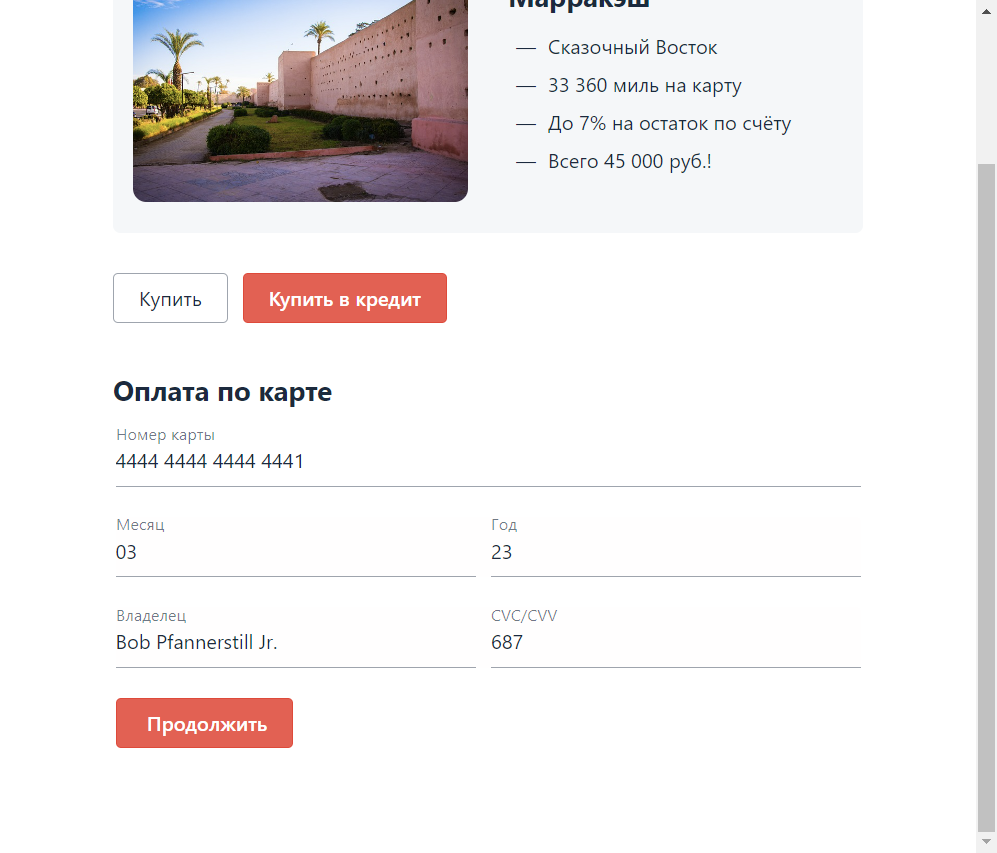 Марракэш
— Сказочный Восток
— 33 360 миль на карту
— До 7% на остаток по счёту
— Всего 45 000 руб.!
Купить
Купить в кредит
Оплата по карте
Номер карты
4444 4444 4444 4441
Месяц
Год
03
23
Владелец
CVC/CVV
Bob Pfannerstill Jr.
687
Продолжить